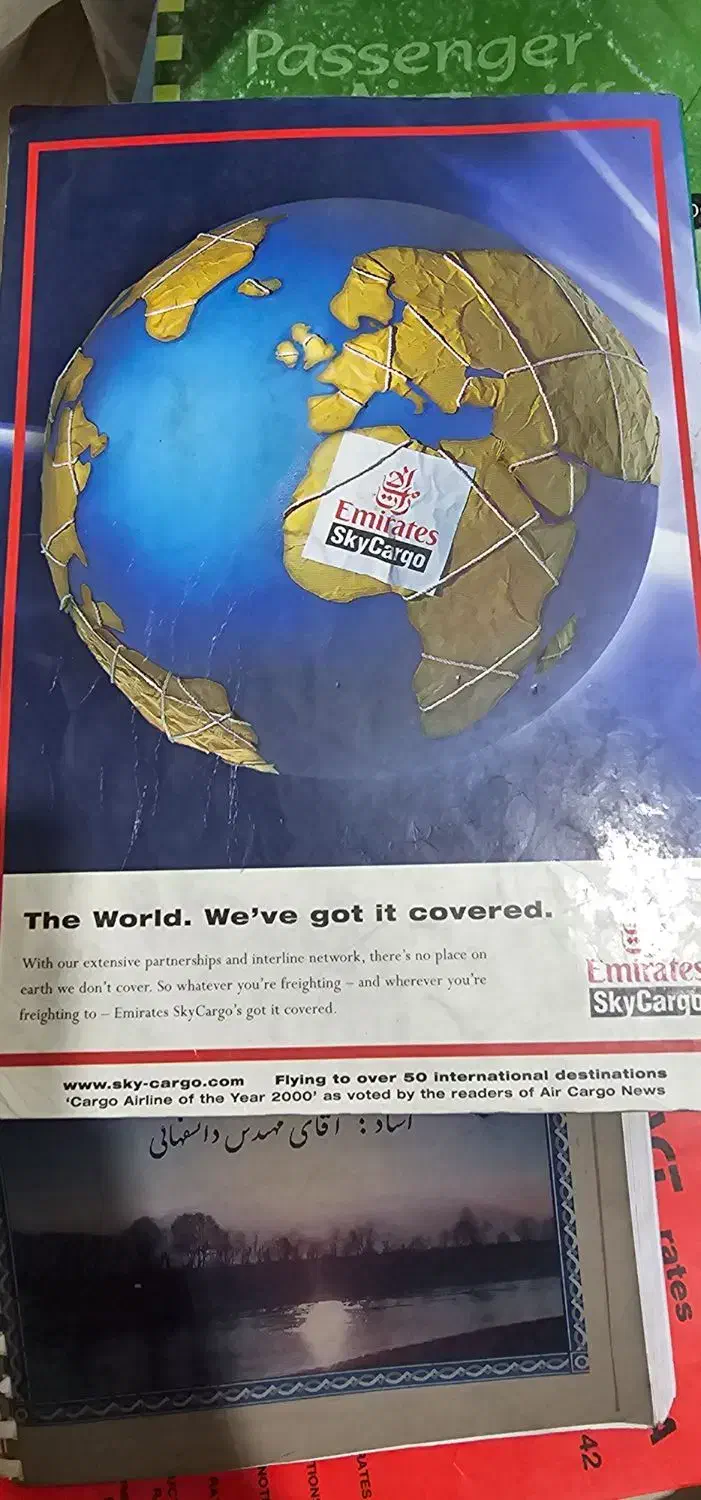 Passenger
Emirates
SkyCargo
The World. We've got it covered.
With our extensive partnerships and interline network, there's no place on
earth we don't cover. So whatever you're freighting – and wherever you're
freighting to – Emirates SkyCargo's got it covered.
Emirates
SkyCargo
www.sky-cargo.com Flying to over 50 international destinations
'Cargo Airline of the Year 2000' as voted by the readers of Air Cargo News
استاد : آقای مهندس دانشفهانی
rates
42